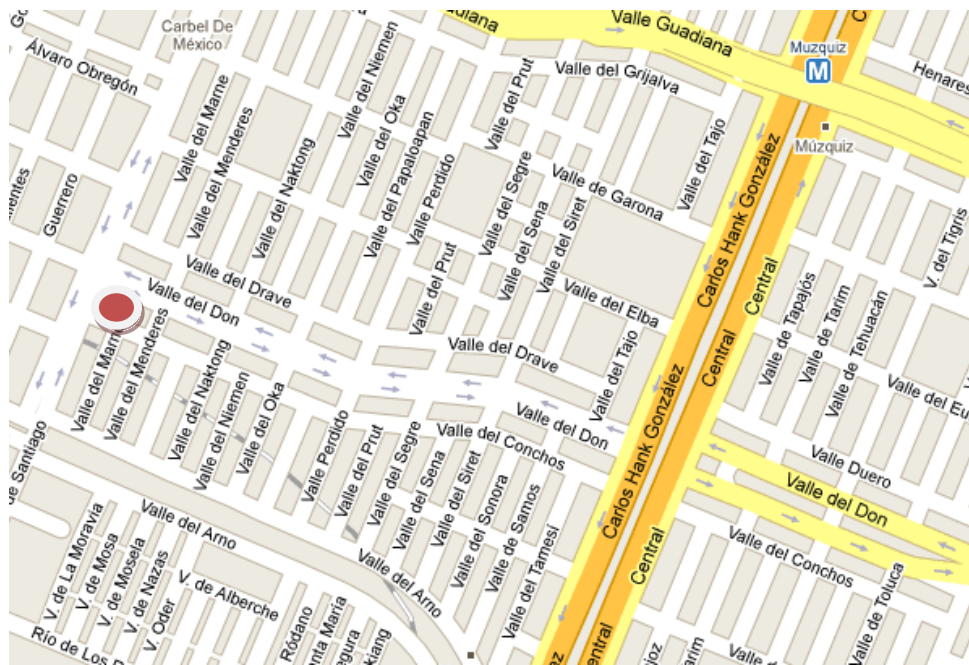 Carbel De
México
Álvaro Obregón
Valle del Niemen
Valle Guadiana
Muzquiz
M
Múzquiz
Henares
Valle del Grijalva
Valle del Marne
Valle del Menderes
Valle del Naktong
Valle del Oka
Valle del Papaloapan
Valle Perdido
Valle del Prut
Valle del Segre
Valle del Sena
Valle del Siret
Valle de Garona
Valle del Tajo
Carlos Hank González
Central
V. del Tigris
Guerrero
Valle del Drave
Valle del Don
Valle del Prut
Valle del Elba
Valle del Drave
Valle del Tajo
Valle de Tapajós
Valle de Tarim
Valle de Tehuacán
Valle del Menderes
Valle del Naktong
Valle del Niemen
Valle del Oka
Valle Perdido
Valle del Prut
Valle del Segre
Valle del Sena
Valle del Siret
Valle del Sonora
Valle de Samos
Valle del Tamesí
Valle del Conchos
Valle del Don
Carlos Hank González
Central
Central
Central
Valle Duero
Valle del Don
Valle del Conchos
Valle de Toluca
de Santiago
Valle del Arno
Valle del Arno
V. de La Moravia
V. de Mosa
V. de Mosela
V. de Nazas
V. Oder
V. de Alberche
Río de Los
Ródano